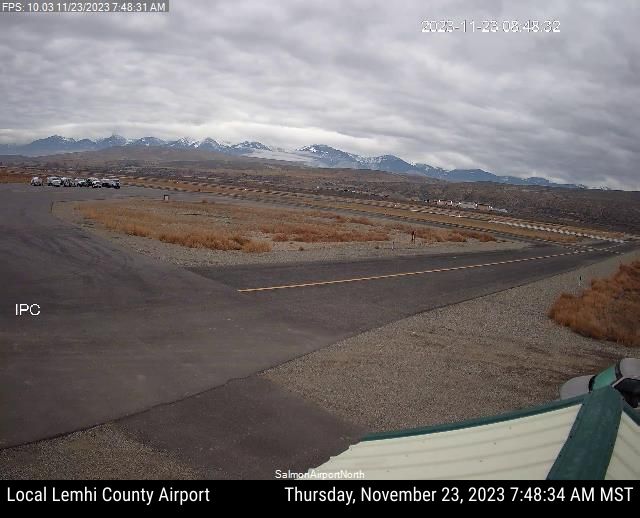 FPS: 10.03 11/23/2023 7:48:31 AM
2023-11-23 08:48:32
IPC
SalmonAirportNorth
Local Lemhi County Airport
Thursday, November 23, 2023 7:48:34 AM MST